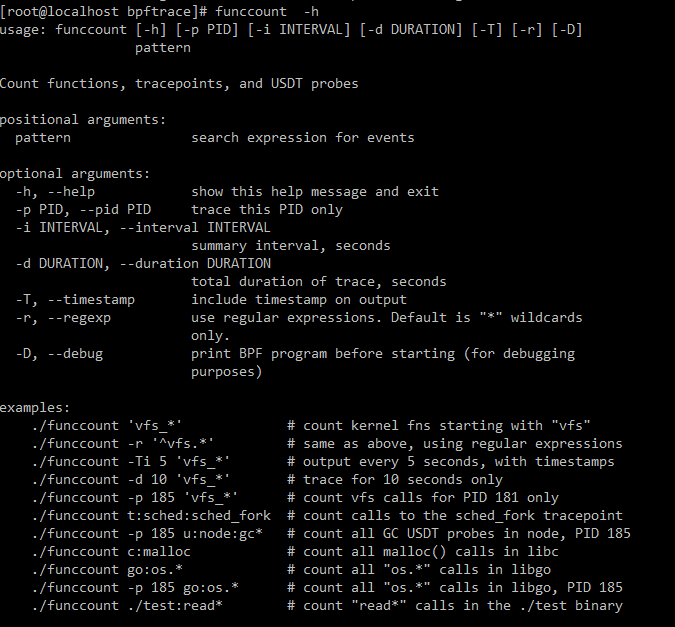 [root@localhost bpftrace]# funccount  -h
usage: funccount [-h] [-p PID] [-i INTERVAL] [-d DURATION] [-T] [-r] [-D]
                 pattern

Count functions, tracepoints, and USDT probes

positional arguments:
  pattern               search expression for events

optional arguments:
  -h, --help            show this help message and exit
  -p PID, --pid PID     trace this PID only
  -i INTERVAL, --interval INTERVAL
                        summary interval, seconds
  -d DURATION, --duration DURATION
                        total duration of trace, seconds
  -T, --timestamp       include timestamp on output
  -r, --regexp          use regular expressions. Default is "*" wildcards
                        only.
  -D, --debug           print BPF program before starting (for debugging
                        purposes)

examples:
    ./funccount 'vfs_*'             # count kernel fns starting with "vfs"
    ./funccount -r '^vfs.*'         # same as above, using regular expressions
    ./funccount -Ti 5 'vfs_*'       # output every 5 seconds, with timestamps
    ./funccount -d 10 'vfs_*'       # trace for 10 seconds only
    ./funccount -p 185 'vfs_*'      # count vfs calls for PID 181 only
    ./funccount t:sched:sched_fork  # count calls to the sched_fork tracepoint
    ./funccount -p 185 u:node:gc*   # count all GC USDT probes in node, PID 185
    ./funccount c:malloc            # count all malloc() calls in libc
    ./funccount go:os.*             # count all "os.*" calls in libgo
    ./funccount -p 185 go:os.*      # count all "os.*" calls in libgo, PID 185
    ./funccount ./test:read*        # count "read*" calls in the ./test binary